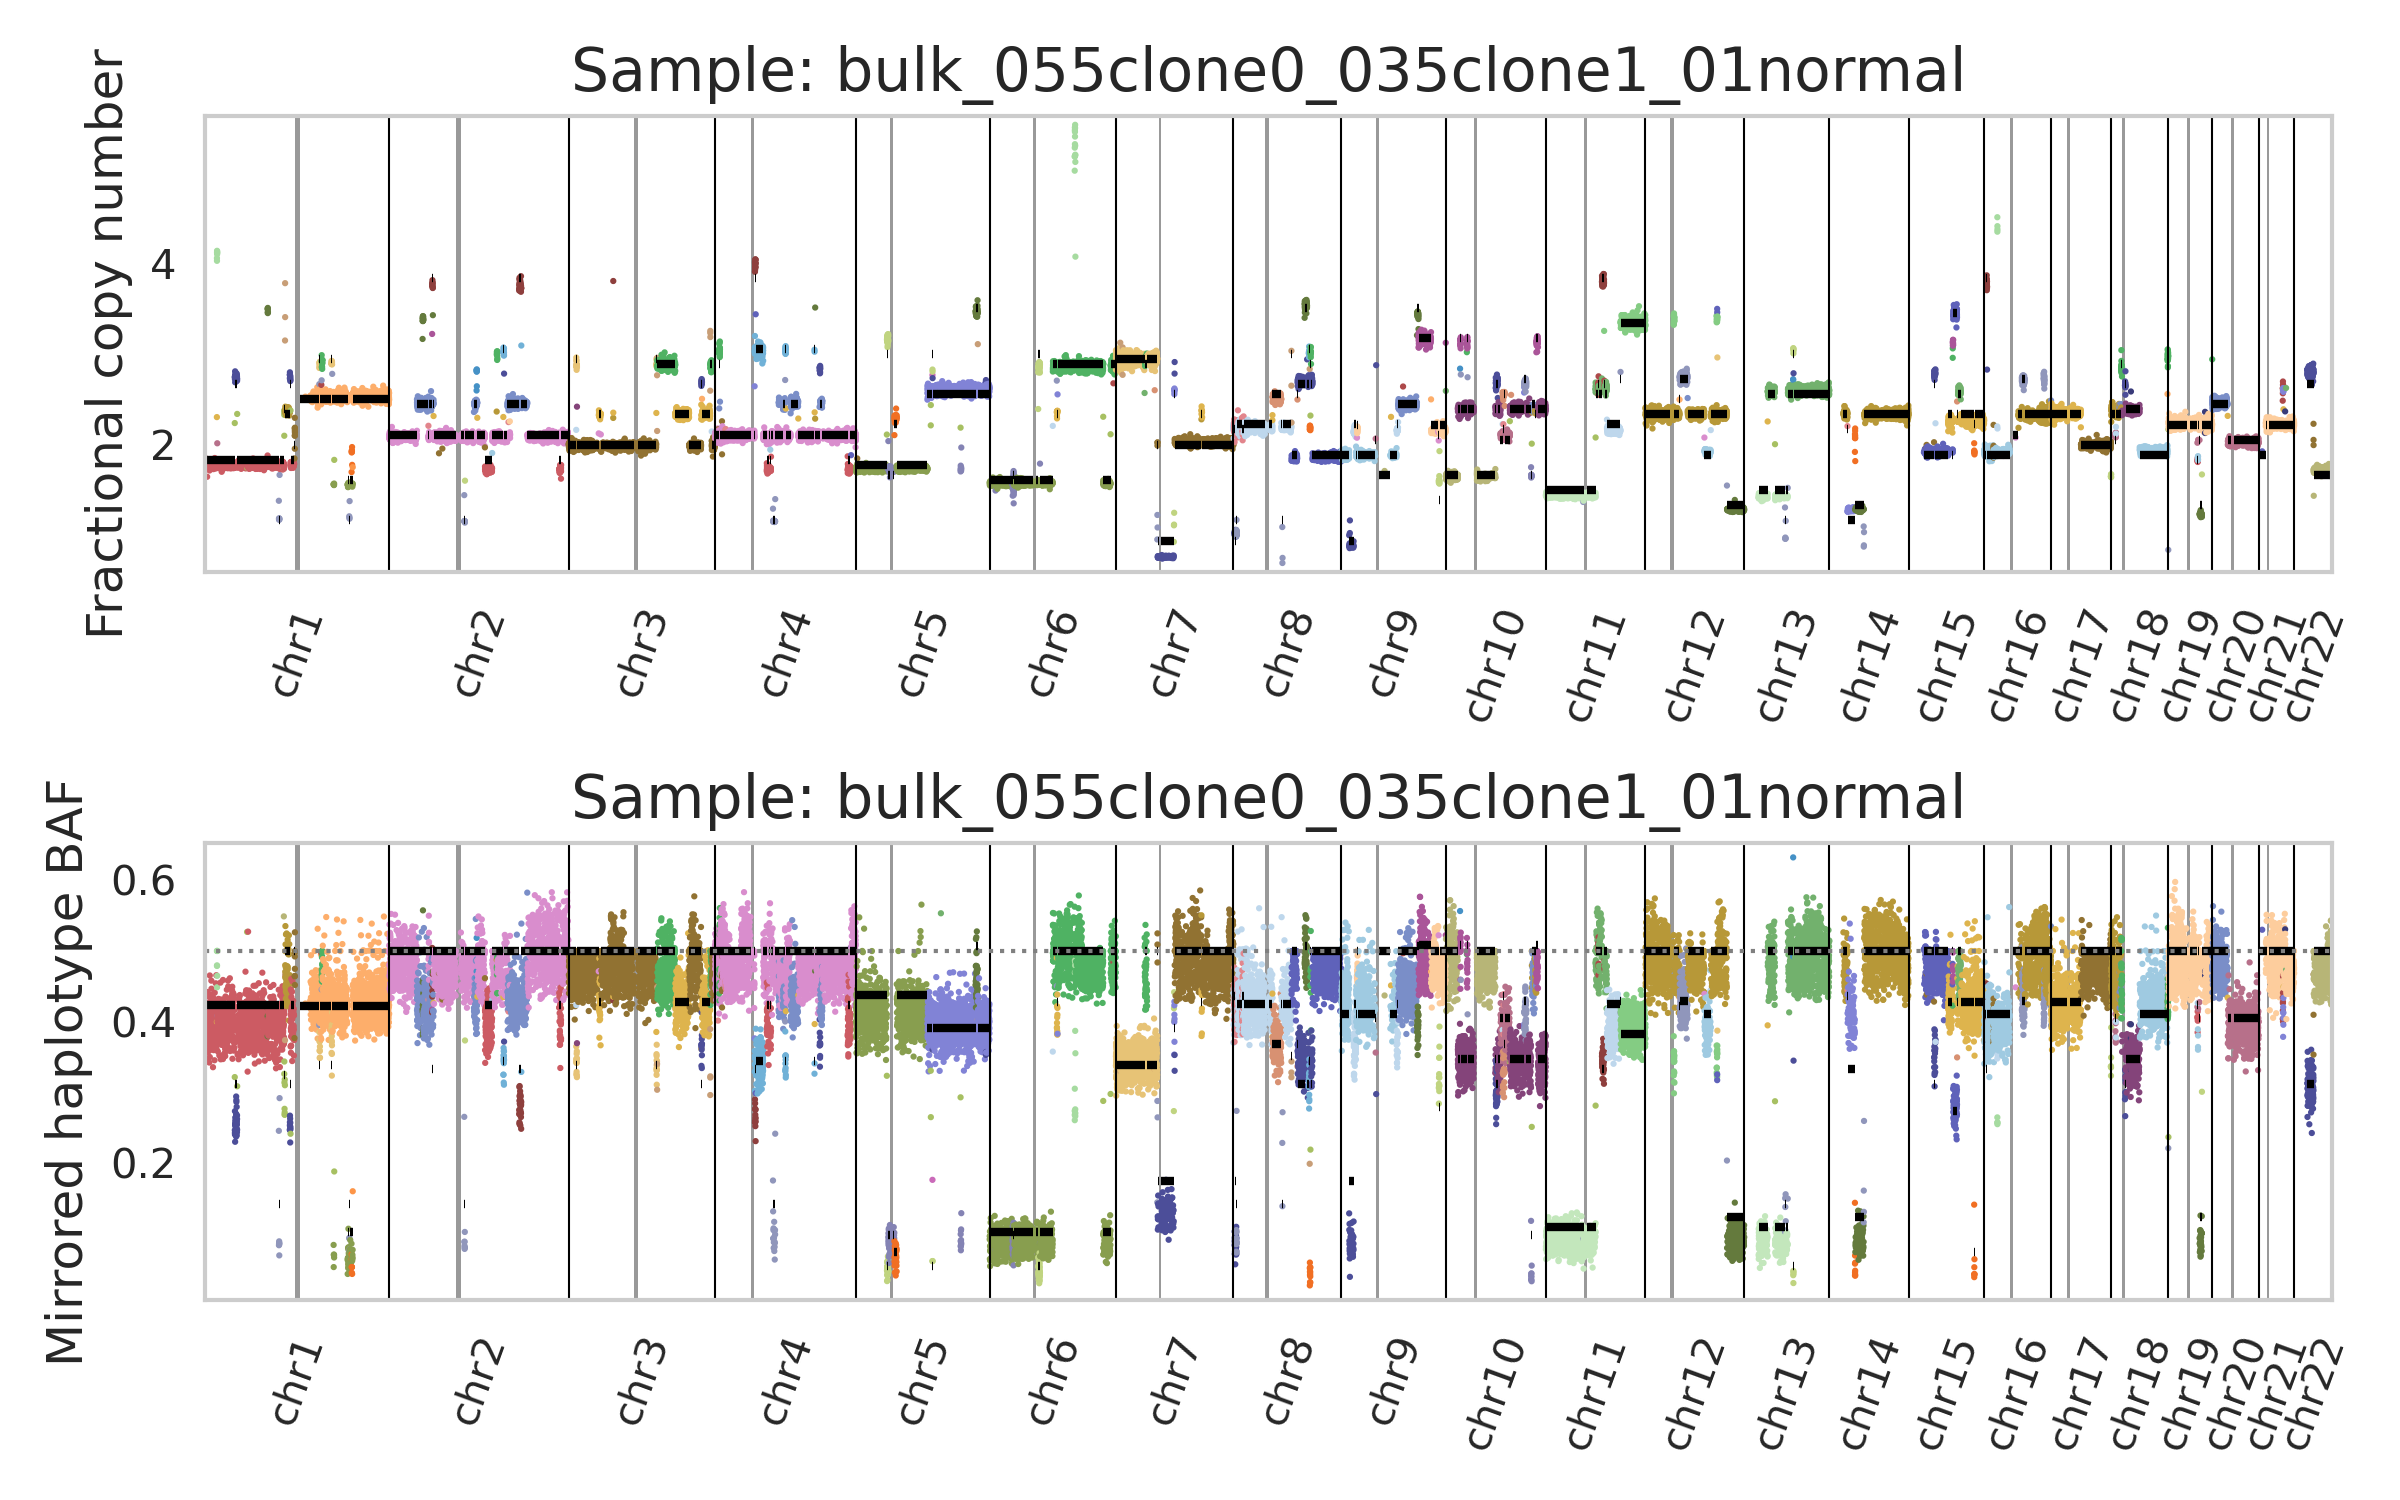 Sample: bulk_055clone0_035clone1_01normal
Fractional copy number
4
2
chr1 chr2 chr3 chr4 chr5 chr6 chr7 chr8 chr9 chr10 chr11 chr12 chr13 chr14 chr15 chr16 chr17 chr18 chr19 chr20 chr21 chr22
Sample: bulk_055clone0_035clone1_01normal
Mirrored haplotype BAF
0.6
0.4
0.2
chr1 chr2 chr3 chr4 chr5 chr6 chr7 chr8 chr9 chr10 chr11 chr12 chr13 chr14 chr15 chr16 chr17 chr18 chr19 chr20 chr21 chr22